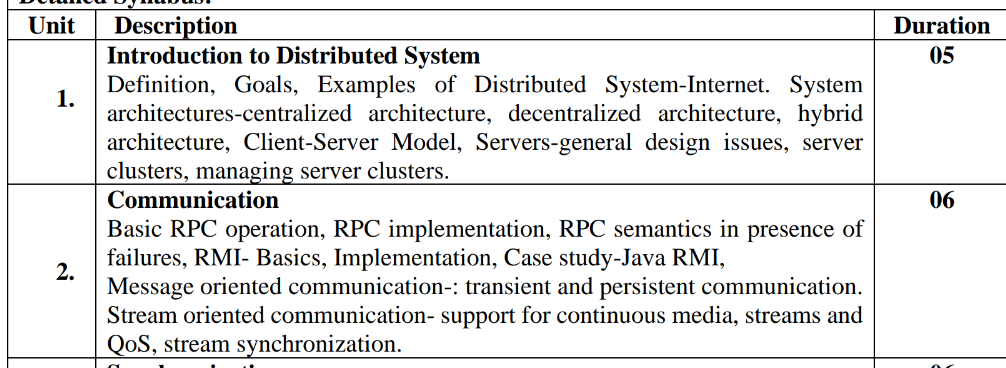 Detailed Syllabus:
Unit Description Duration
Introduction to Distributed System 05
Definition, Goals, Examples of Distributed System-Internet. System
1.
architectures-centralized architecture, decentralized architecture, hybrid
architecture, Client-Server Model, Servers-general design issues, server
clusters, managing server clusters.
Communication 06
Basic RPC operation, RPC implementation, RPC semantics in presence of
failures, RMI- Basics, Implementation, Case study-Java RMI,
2.
Message oriented communication-: transient and persistent communication.
Stream oriented communication- support for continuous media, streams and
QoS, stream synchronization.